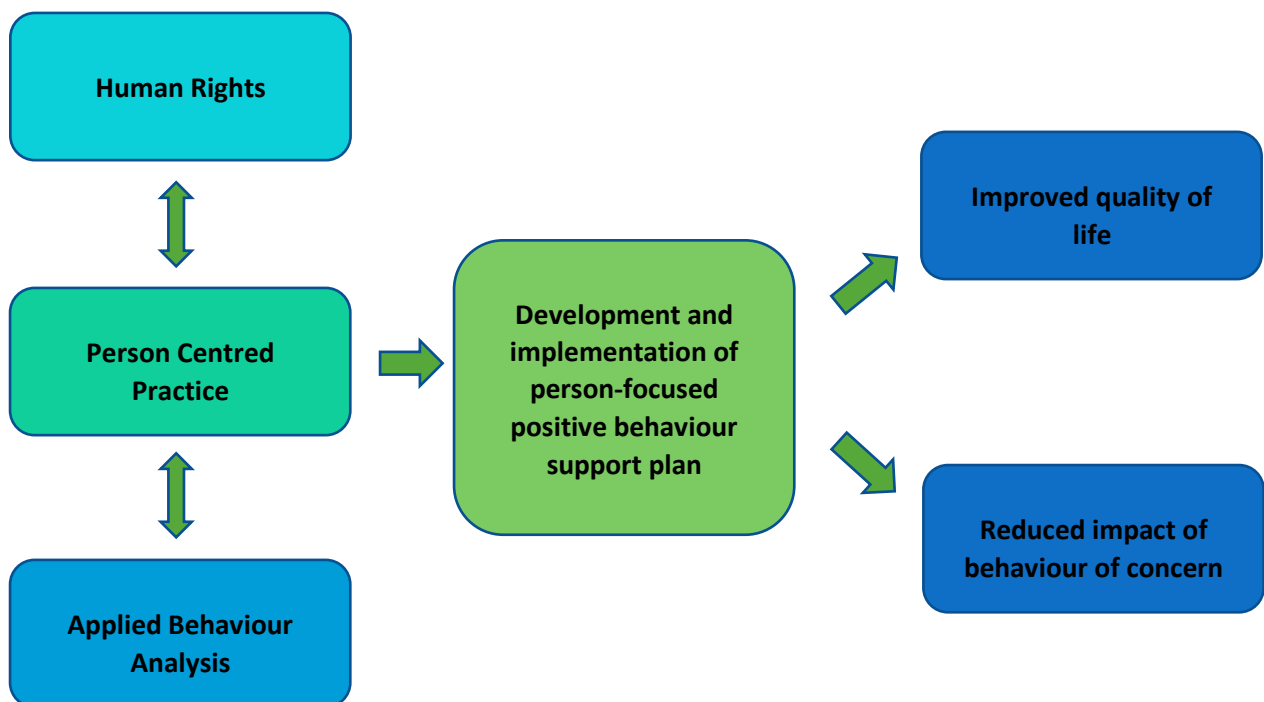 Human Rights
Person Centred
Practice
Applied Behaviour
Analysis
Development and
implementation of
person-focused
positive behaviour
support plan
Improved quality of
life
Reduced impact of
behaviour of concern